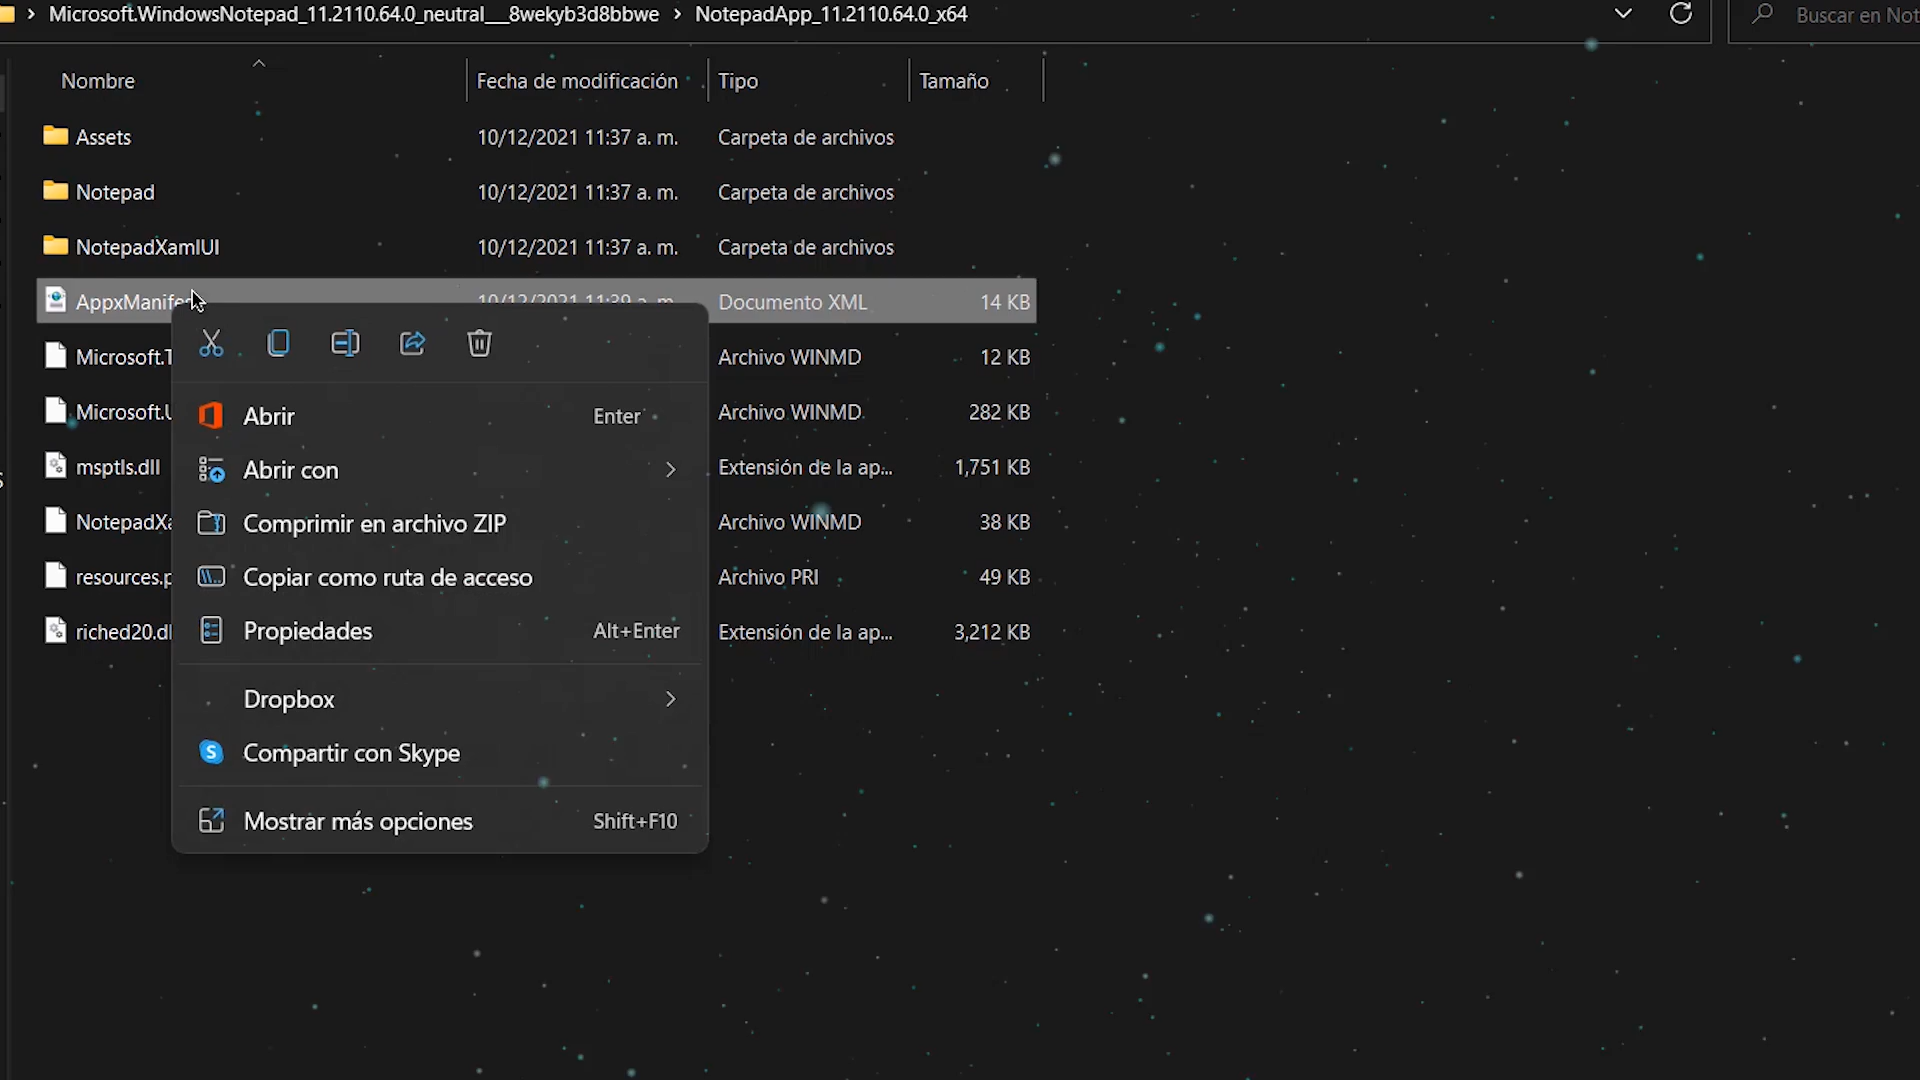 Microsoft.WindowsNotepad_11.2110.64.0_neutral__8wekyb3d8bbwe > NotepadApp_11.2110.64.0_x64
Buscar en Not
Nombre Fecha de modificación Tipo Tamaño
Assets 10/12/2021 11:37 a. m. Carpeta de archivos
Notepad 10/12/2021 11:37 a. m. Carpeta de archivos
NotepadXamlUI 10/12/2021 11:37 a. m. Carpeta de archivos
AppxManifes 10/12/2021 11:39 a. m. Documento XML 14 KB
Microsoft.T Archivo WINMD 12 KB
Microsoft.U Archivo WINMD 282 KB
msptls.dll Extensión de la ap... 1,751 KB
NotepadXa Archivo WINMD 38 KB
resources.p Archivo PRI 49 KB
riched20.dl Extensión de la ap... 3,212 KB
Abrir Enter
Abrir con
Comprimir en archivo ZIP
Copiar como ruta de acceso
Propiedades Alt+Enter
Dropbox
Compartir con Skype
Mostrar más opciones Shift+F10